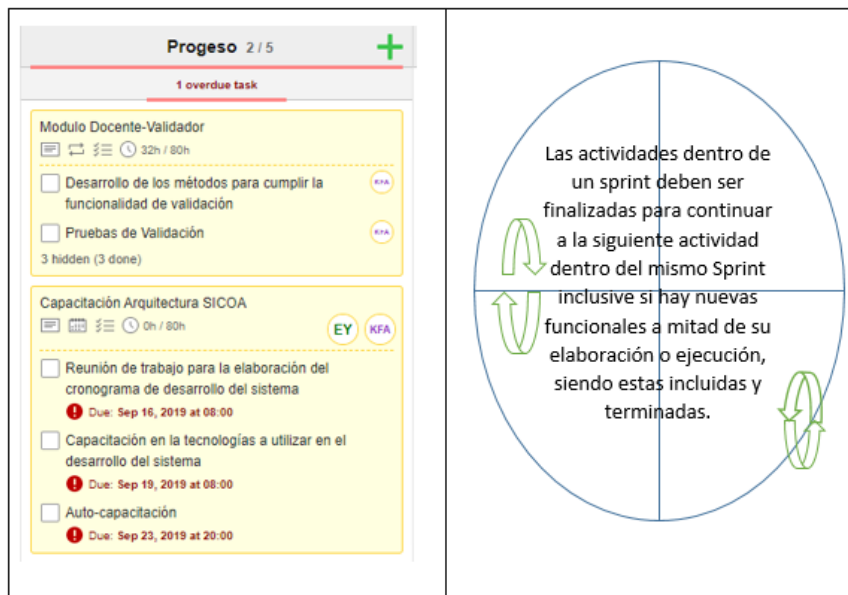 Progeso 2 / 5
1 overdue task
Modulo Docente-Validador
32h / 80h
Desarrollo de los métodos para cumplir la
funcionalidad de validación
KFA
Pruebas de Validación
KFA
3 hidden (3 done)
Capacitación Arquitectura SICOA
0h / 80h
EY
KFA
Reunión de trabajo para la elaboración del
cronograma de desarrollo del sistema
Due: Sep 16, 2019 at 08:00
Capacitación en la tecnologías a utilizar en el
desarrollo del sistema
Due: Sep 19, 2019 at 08:00
Auto-capacitación
Due: Sep 23, 2019 at 20:00
Las actividades dentro de
un sprint deben ser
finalizadas para continuar
a la siguiente actividad
dentro del mismo Sprint
inclusive si hay nuevas
funcionales a mitad de su
elaboración o ejecución,
siendo estas incluidas y
terminadas.